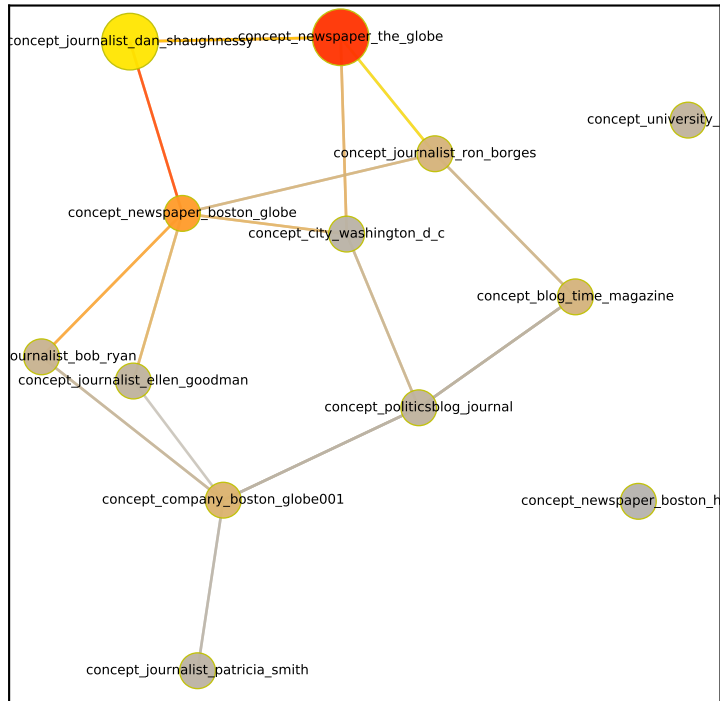 concept_journalist_dan_shaughnessy
concept_newspaper_the_globe
concept_university_
concept_journalist_ron_borges
concept_newspaper_boston_globe
concept_city_washington_d_c
concept_blog_time_magazine
ournalist_bob_ryan
concept_journalist_ellen_goodman
concept_politicsblog_journal
concept_company_boston_globe001
concept_newspaper_boston_h
concept_journalist_patricia_smith